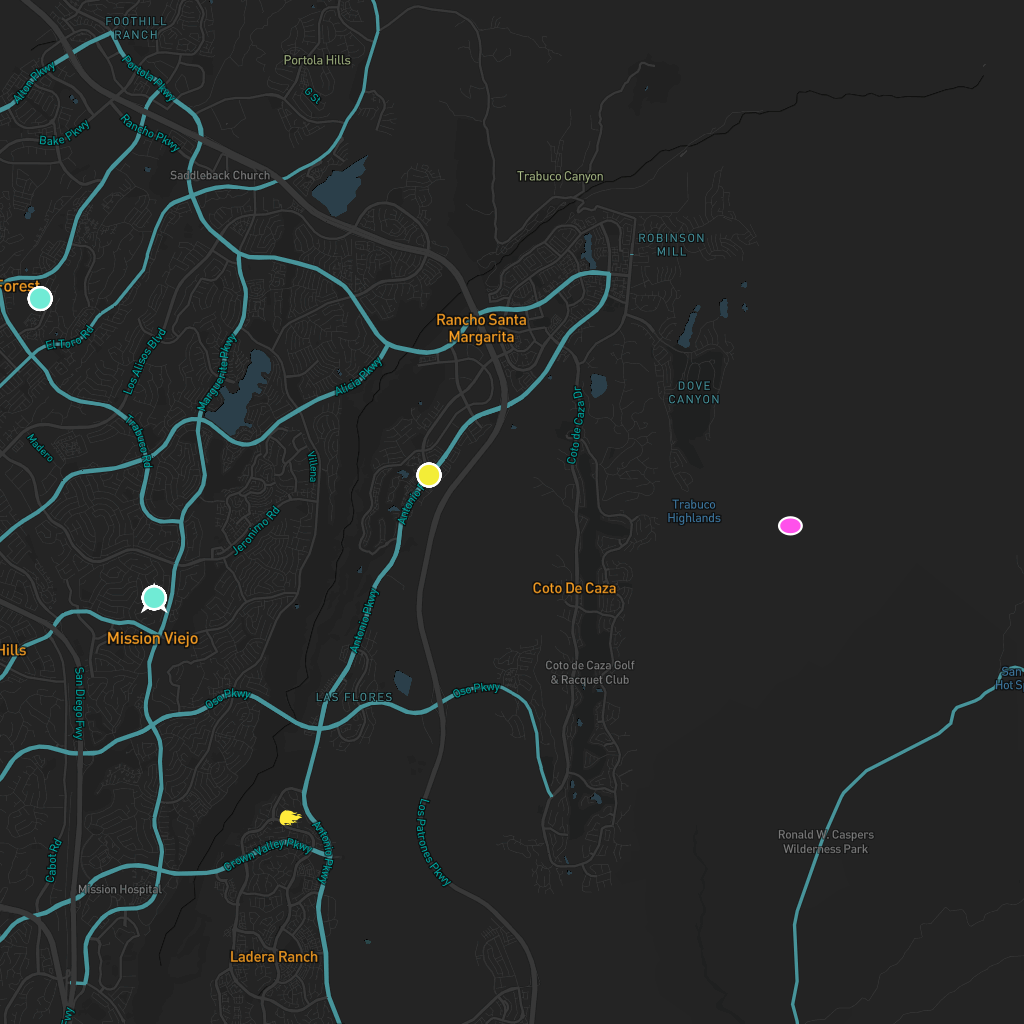 FOOTHILL
RANCH
Portola Hills
Alton Pkwy
Portola Pkwy
G St
Bake Pkwy
Rancho Pkwy
Saddleback Church
Trabuco Canyon
ROBINSON
MILL
Forest
Rancho Santa
Margarita
El Toro Rd
Los Alisos Blvd
Marguerite Pkwy
Alicia Pkwy
DOVE
CANYON
Coto de Caza Dr
Madero
Trabuco Rd
Villena
Antonio
Trabuco
Highlands
Jeronimo Rd
Coto De Caza
Antonio Pkwy
Mission Viejo
Hills
San Diego Fwy
Oso Pkwy
LAS FLORES
Oso Pkwy
Coto de Caza Golf
& Racquet Club
San
Hot Sp
Antonio Pkwy
Crown Valley Pkwy
Los Patrones Pkwy
Cabot Rd
Ronald W. Caspers
Wilderness Park
Mission Hospital
Ladera Ranch
Fwy